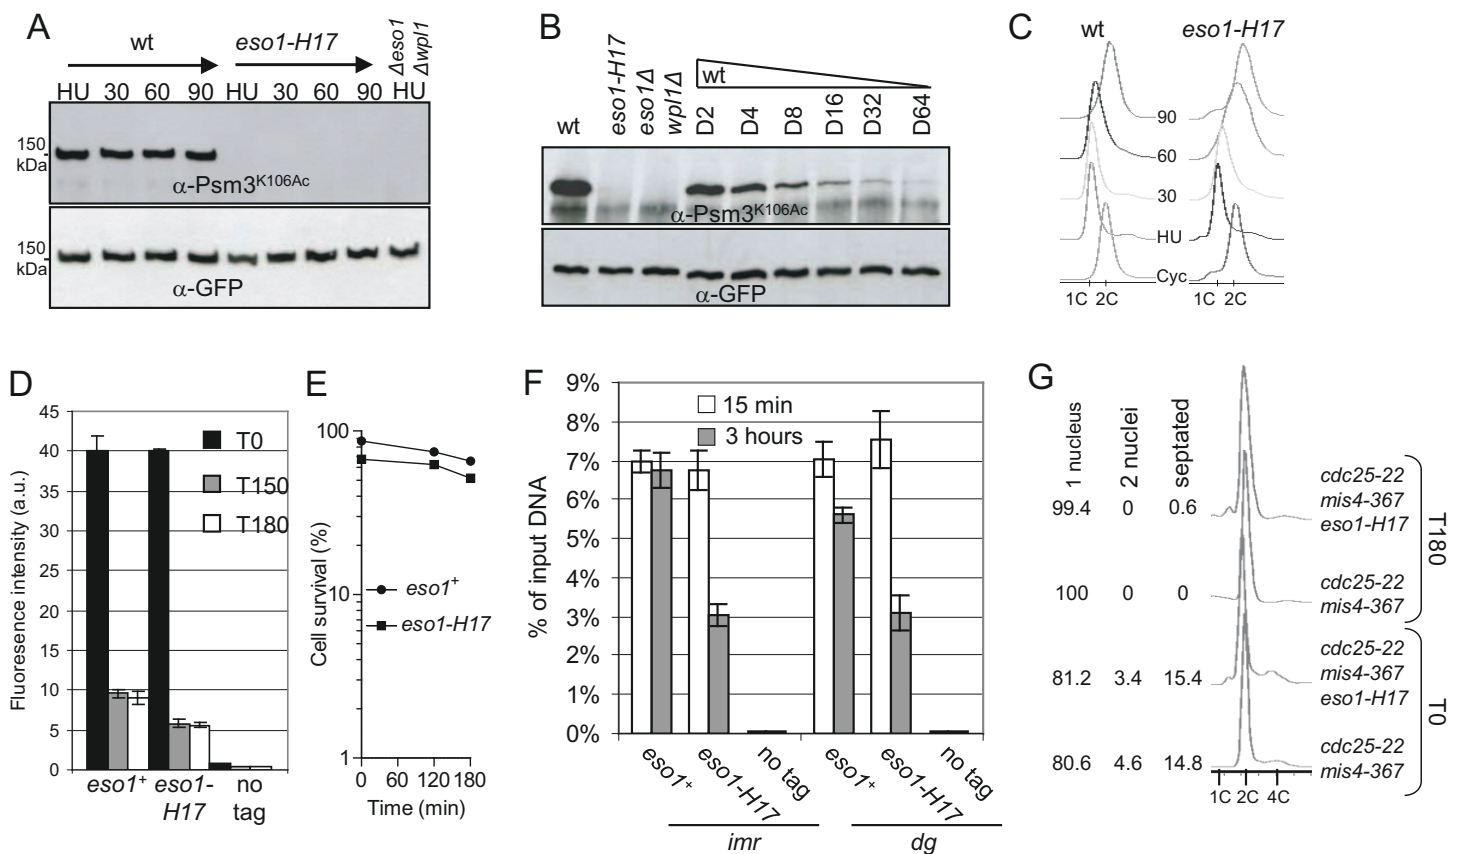 A
wt
eso1-H17
Δeso1
Δwpl1
HU 30 60 90 HU 30 60 90 HU
150
kDa
α-Psm3K106Ac
150
kDa
α-GFP
B
wt
eso1-H17
eso1Δ
wpl1Δ
wt
D2
D4
D8
D16
D32
D64
α-Psm3K106Ac
α-GFP
C
wt eso1-H17
90
60
30
HU
Cyc
1C 2C 1C 2C
D
Fluorescence intensity (a.u.)
45
40
35
30
25
20
15
10
5
0
T0
T150
T180
eso1+ eso1-H17 no tag
E
Cell survival (%)
100
10
1
eso1+
eso1-H17
0 60 120 180
Time (min)
F
% of input DNA
9%
8%
7%
6%
5%
4%
3%
2%
1%
0%
15 min
3 hours
eso1+
eso1-H17
no tag
eso1+
eso1-H17
no tag
imr dg
G
1 nucleus
2 nuclei
septated
99.4 0 0.6
cdc25-22
mis4-367
eso1-H17
100 0 0
cdc25-22
mis4-367
T180
81.2 3.4 15.4
cdc25-22
mis4-367
eso1-H17
80.6 4.6 14.8
cdc25-22
mis4-367
T0
1C 2C 4C